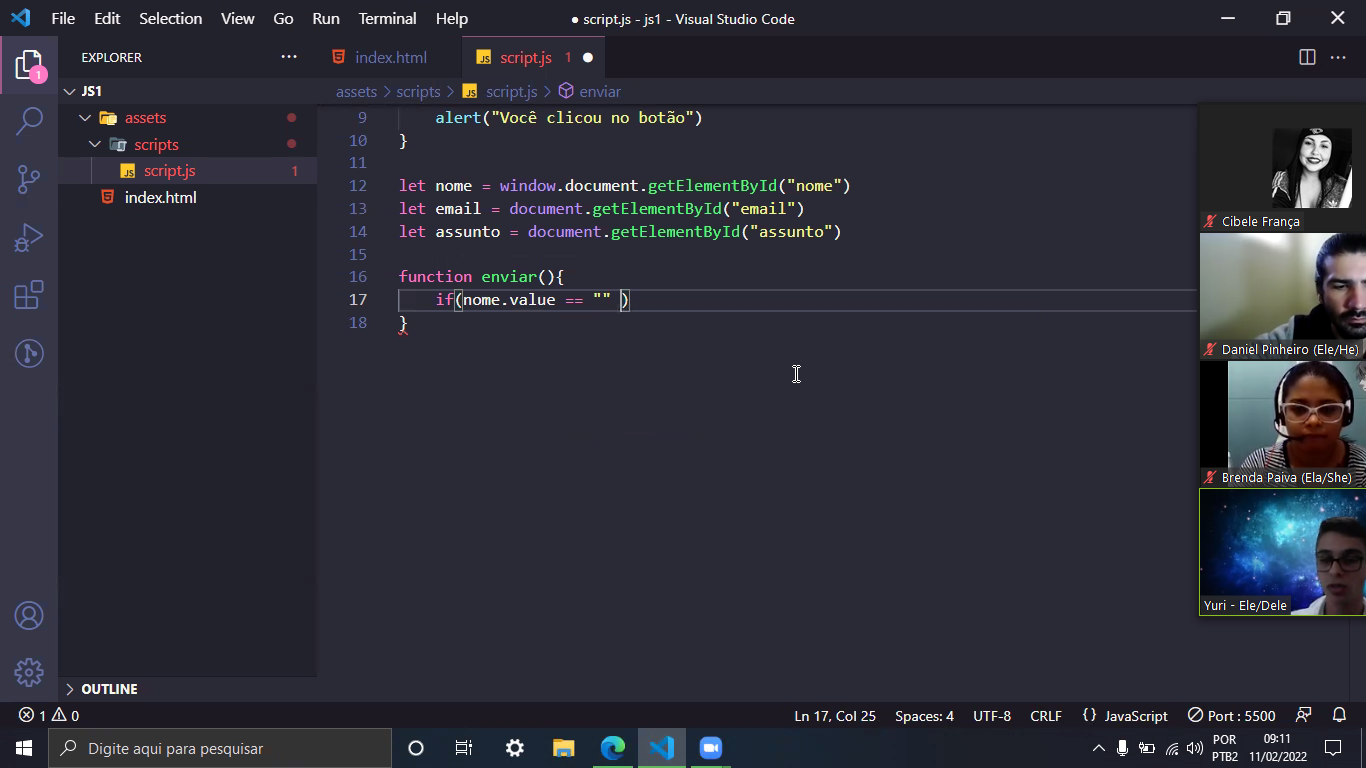 File Edit Selection View Go Run Terminal Help
● script.js - js1 - Visual Studio Code
EXPLORER
index.html
JS script.js 1
JS1
assets
scripts
JS script.js 1
index.html
assets > scripts > JS script.js > enviar
9 alert("Você clicou no botão")
10 }
11
12 let nome = window.document.getElementById("nome")
13 let email = document.getElementById("email")
14 let assunto = document.getElementById("assunto")
15
16 function enviar(){
17 if(nome.value == "" )
18 }
Cibele França
Daniel Pinheiro (Ele/He)
Brenda Paiva (Ela/She)
Yuri - Ele/Dele
1
OUTLINE
1 0
Ln 17, Col 25 Spaces: 4 UTF-8 CRLF {} JavaScript Port : 5500
Digite aqui para pesquisar
POR
PTB2
09:11
11/02/2022